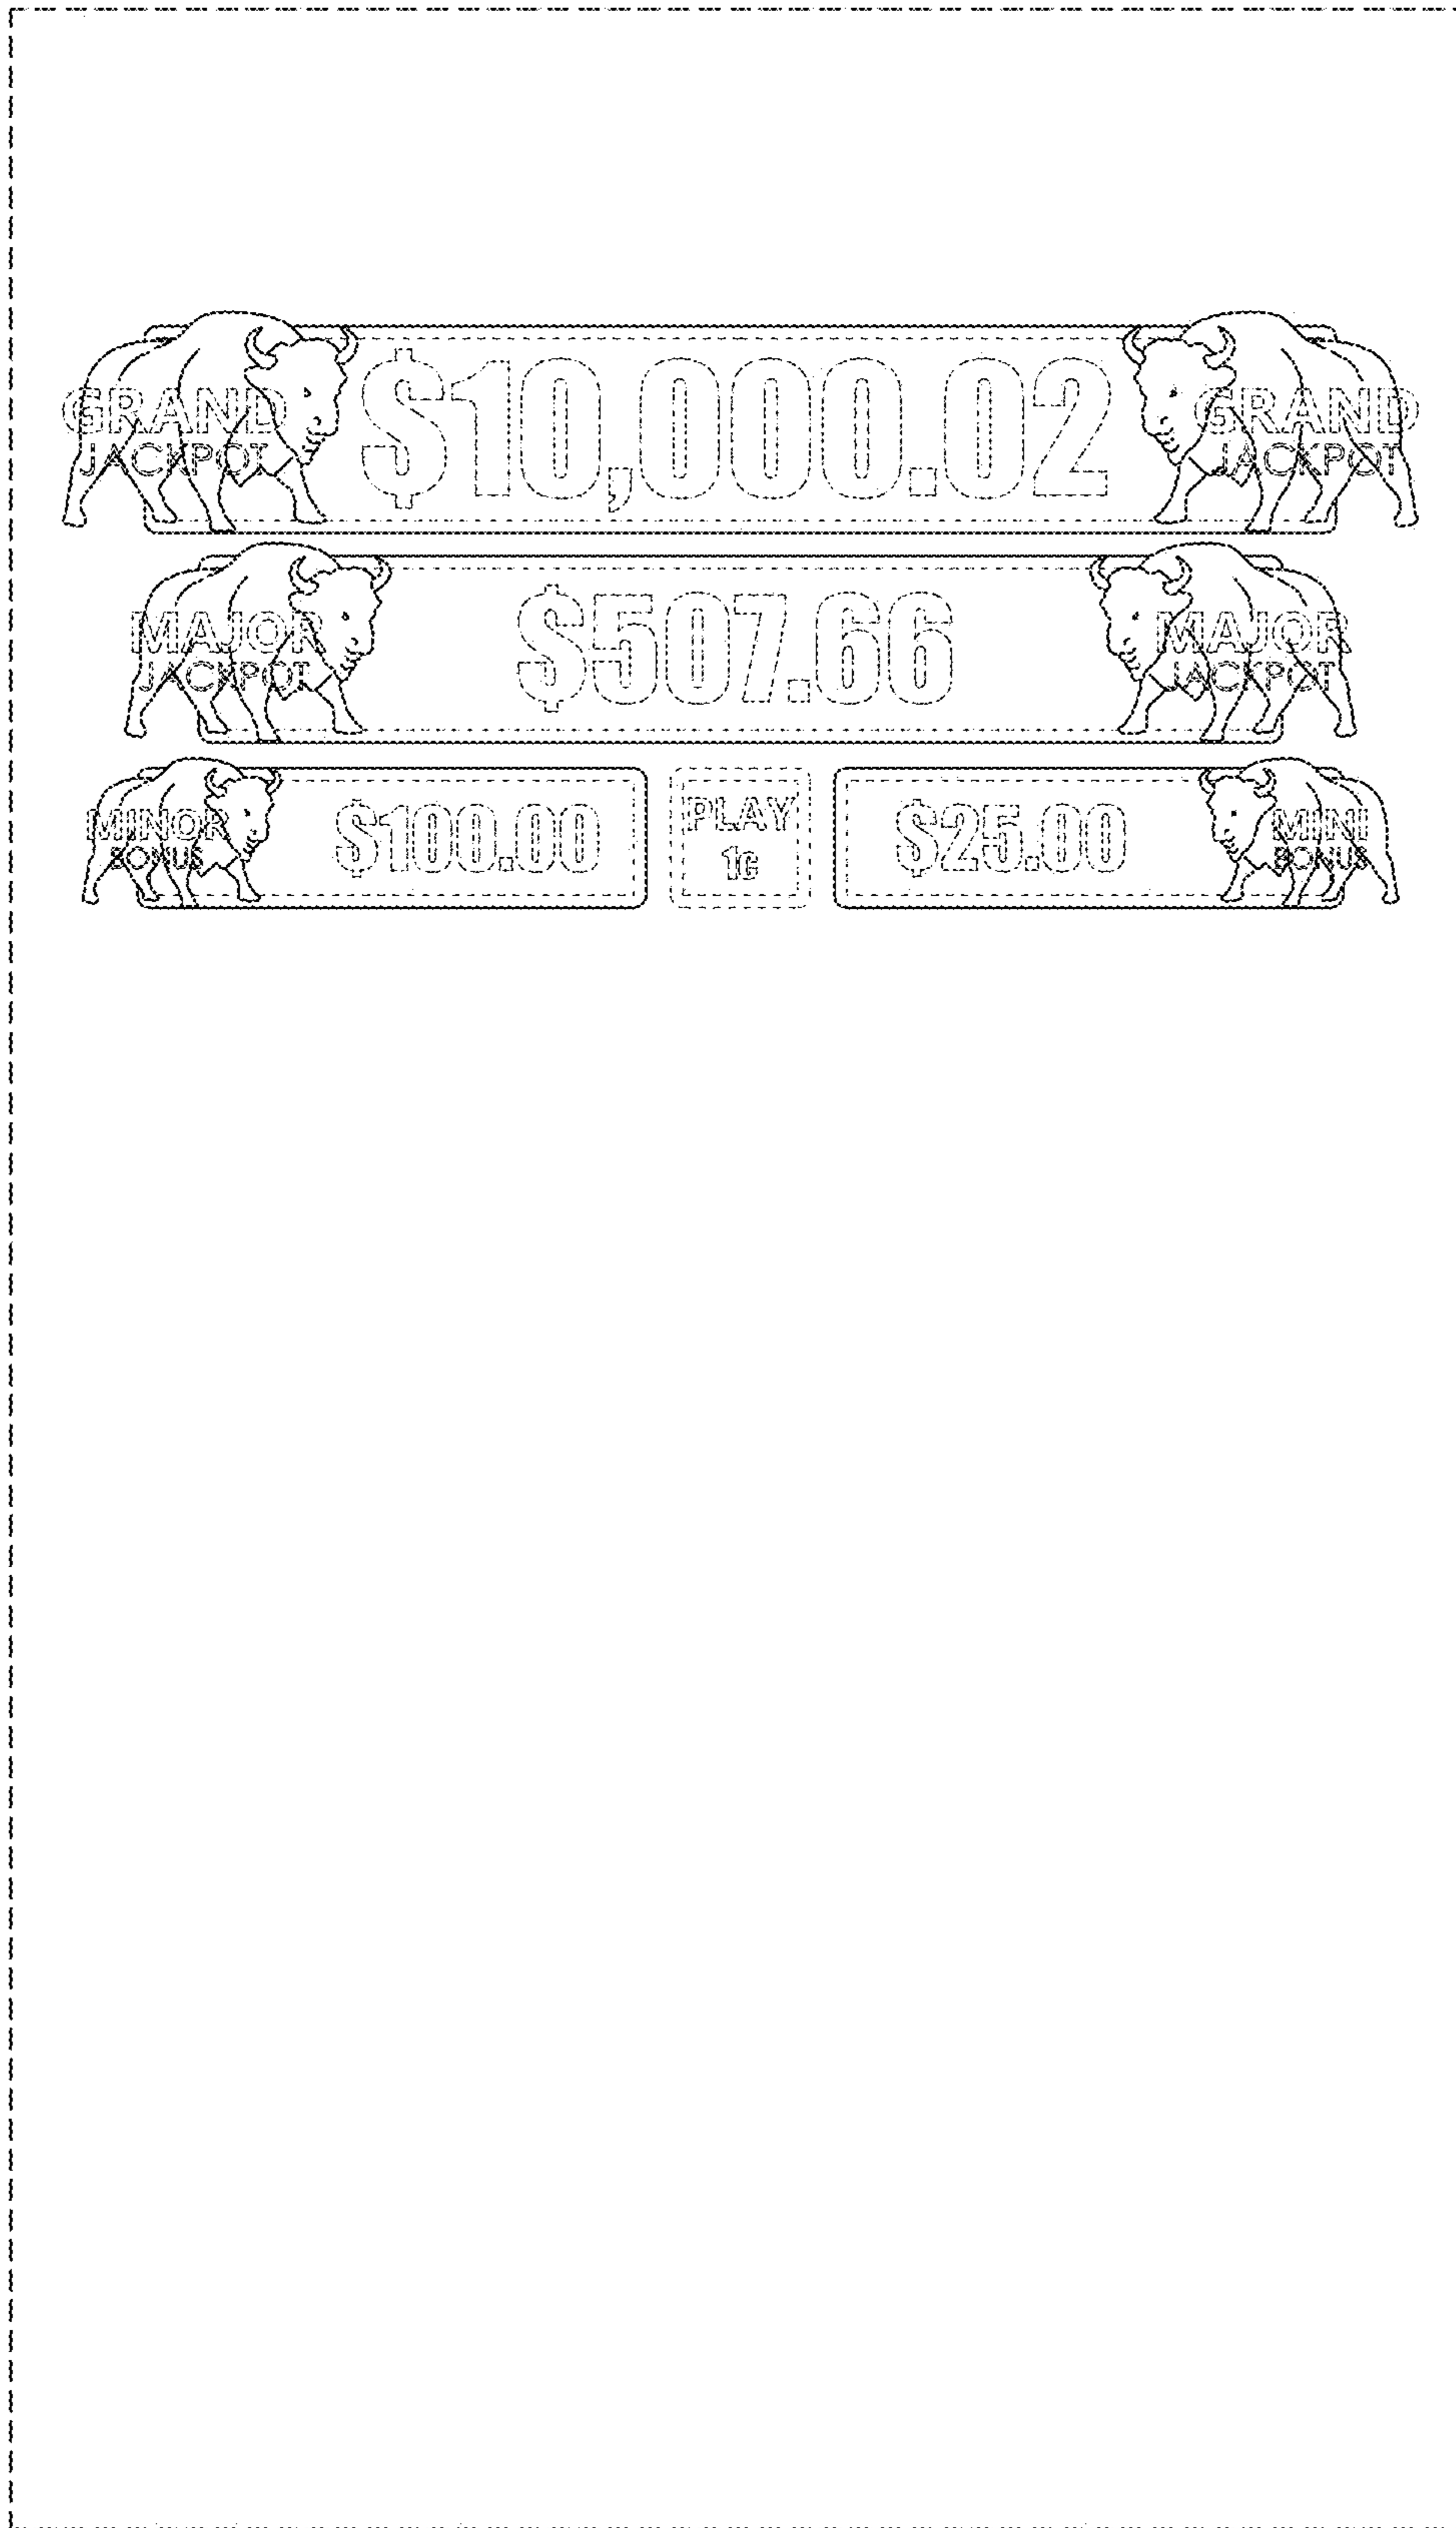 GRAND JACKPOT $10,000.02 GRAND JACKPOT
MAJOR JACKPOT $507.66 MAJOR JACKPOT
MINOR BONUS $100.00 PLAY 1¢ $25.00 MINI BONUS